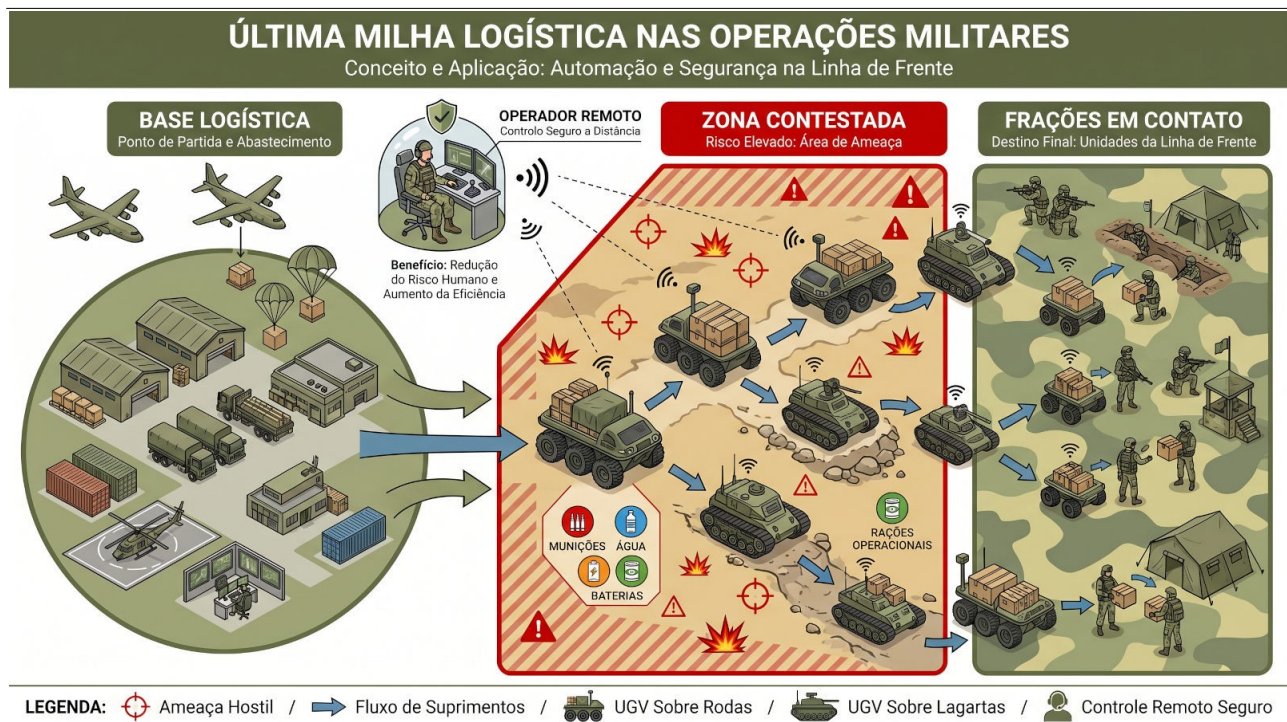 ÚLTIMA MILHA LOGÍSTICA NAS OPERAÇÕES MILITARES
Conceito e Aplicação: Automação e Segurança na Linha de Frente
BASE LOGÍSTICA
Ponto de Partida e Abastecimento
OPERADOR REMOTO
Controlo Seguro a Distância
Benefício: Redução
do Risco Humano e
Aumento da Eficiência
ZONA CONTESTADA
Risco Elevado: Área de Ameaça
MUNIÇÕES
ÁGUA
BATERIAS
RAÇÕES
OPERACIONAIS
FRAÇÕES EM CONTATO
Destino Final: Unidades da Linha de Frente
LEGENDA: Ameaça Hostil / Fluxo de Suprimentos / UGV Sobre Rodas / UGV Sobre Lagartas / Controle Remoto Seguro